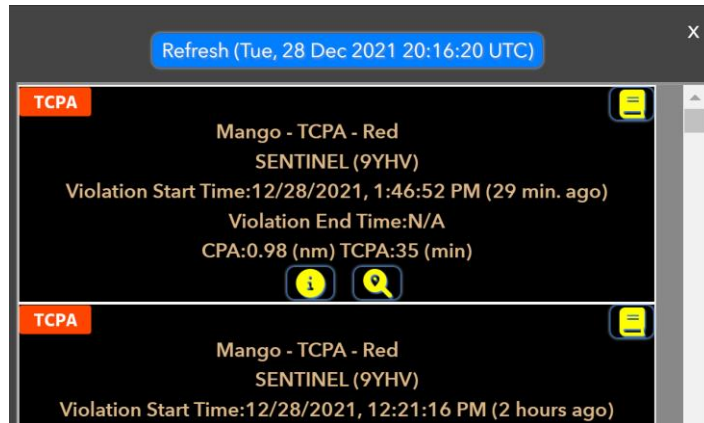 x
Refresh (Tue, 28 Dec 2021 20:16:20 UTC)
TCPA
Mango - TCPA - Red
SENTINEL (9YHV)
Violation Start Time:12/28/2021, 1:46:52 PM (29 min. ago)
Violation End Time:N/A
CPA:0.98 (nm) TCPA:35 (min)
TCPA
Mango - TCPA - Red
SENTINEL (9YHV)
Violation Start Time:12/28/2021, 12:21:16 PM (2 hours ago)